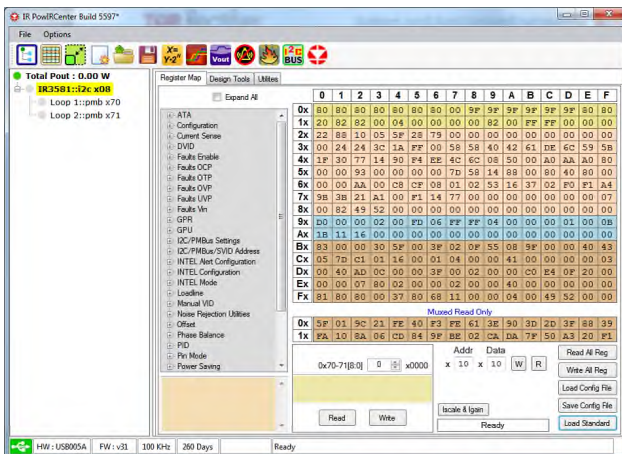 IR PowIRCenter Build 5597*
File Options
X=
Y-2"
Vout
I2C
BUS
Total Pout : 0.00 W
IR3581::i2c x08
Loop 1::pmb x70
Loop 2::pmb x71
Register Map Design Tools Utilites
Expand All
ATA
Configuration
Current Sense
DVID
Faults Enable
Faults OCP
Faults OTP
Faults OVP
Faults UVP
Faults Vin
GPR
GPU
I2C/PMBus Settings
I2C/PMBus/SVID Address
INTEL Alert Configuration
INTEL Configuration
INTEL Mode
Loadline
Manual VID
Noise Rejection Utilities
Offset
Phase Balance
PID
Pin Mode
Power Saving
0 1 2 3 4 5 6 7 8 9 A B C D E F
0x 80 80 80 80 80 80 80 00 9F 9F 9F 9F 9F 9F 80 80
1x 20 82 82 00 04 00 00 00 00 82 00 FF FF 00 00 00
2x 22 88 10 05 5F 28 79 00 00 00 00 00 00 00 00 00
3x 00 24 24 3C 1A FF 00 58 58 40 42 61 DE 6C 59 5B
4x 1F 30 77 14 90 F4 EE 4C 6C 08 50 00 A0 AA A0 80
5x 00 00 93 00 00 00 00 7D 58 14 88 00 80 40 80 00
6x 00 00 AA 00 C8 CF 08 01 02 53 16 37 02 F0 F1 A4
7x 9B 3B 21 A1 00 F1 14 77 00 00 00 00 00 00 00 07
8x 00 82 49 52 00 00 00 00 00 00 00 00 00 00 00 00
9x D0 00 00 02 00 FD 06 FF FF 04 00 00 00 01 00 0B
Ax 1B 11 16 00 00 00 00 00 00 00 00 00 00 00 00 00
Bx 83 00 00 30 5F 00 3F 02 0F 55 08 9F 00 00 40 43
Cx 05 7D C1 01 16 00 01 04 00 00 41 00 00 00 00 03
Dx 00 40 AD 0C 00 00 3F 00 02 00 00 C0 E4 0F 20 00
Ex 00 00 07 80 02 00 00 02 00 00 40 00 00 00 00 00
Fx 81 80 80 00 37 80 68 11 00 00 04 00 49 52 00 00
Muxed Read Only
0x 5F 01 9C 21 FE 40 F3 FE 61 3E 90 3D 2D 3F 88 39
1x FA 10 8A 06 CD 84 9F BE 02 CA DA 7F 50 A3 20 F1
Addr Data
0x70-71[8:0] 0 x0000 x 10 x 10 W R
Read Write
Iscale & Igain
Ready
Read All Reg
Write All Reg
Load Config File
Save Config File
Load Standard
HW : USB005A FW : v31 100 KHz 260 Days Ready